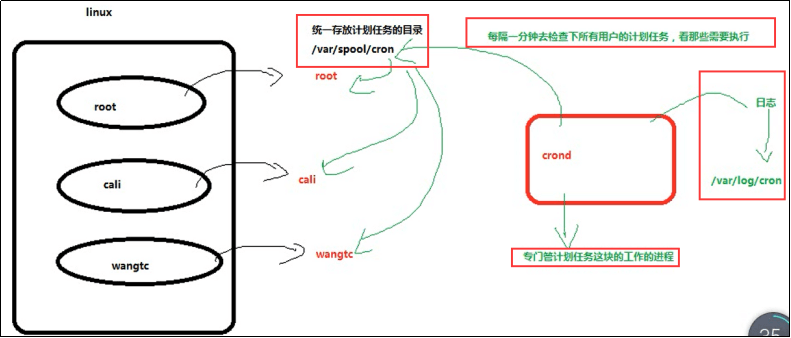 linux
统一存放计划任务的目录
/var/spool/cron
每隔一分钟去检查下所有用户的计划任务，看那些需要执行
root
root
cali
cali
wangtc
wangtc
crond
日志
/var/log/cron
专门管计划任务这块的工作的进程